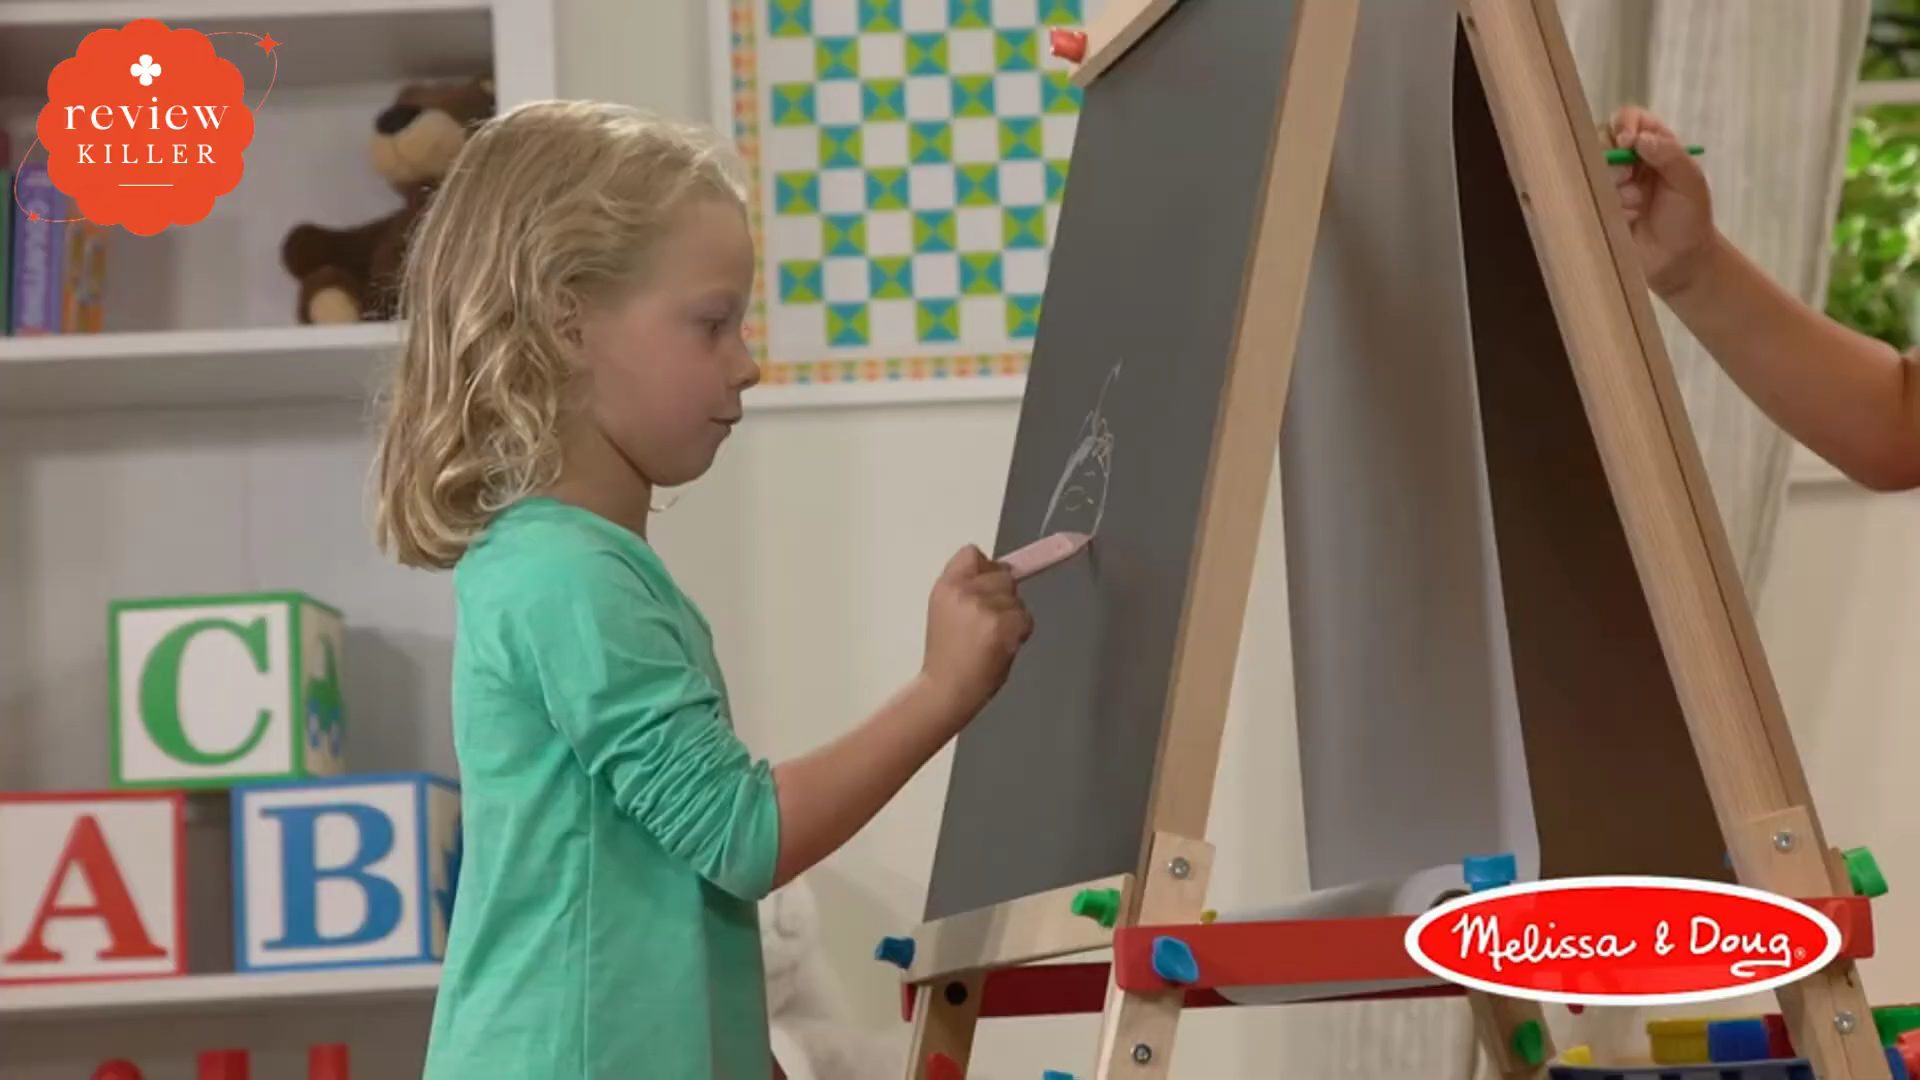 review
KILLER
C
A B
Melissa & Doug